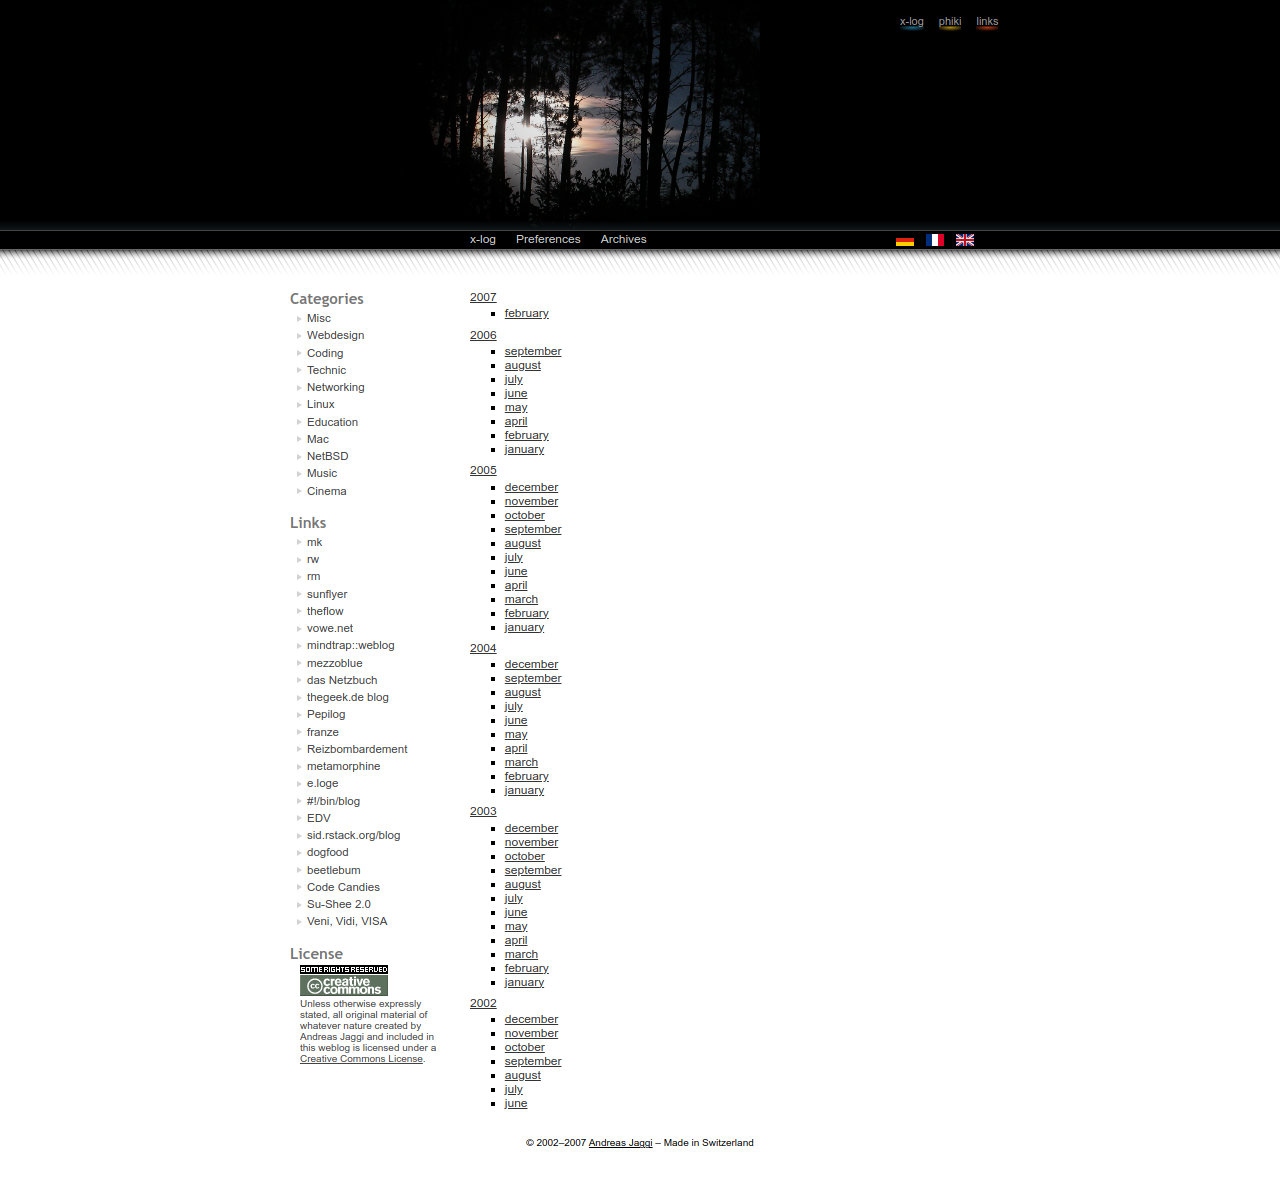 x-log phiki links
x-log Preferences Archives
Categories
Misc
Webdesign
Coding
Technic
Networking
Linux
Education
Mac
NetBSD
Music
Cinema
Links
mk
rw
rm
sunflyer
theflow
vowe.net
mindtrap::weblog
mezzoblue
das Netzbuch
thegeek.de blog
Pepilog
franze
Reizbombardement
metamorphine
e.loge
#!/bin/blog
EDV
sid.rstack.org/blog
dogfood
beetlebum
Code Candies
Su-Shee 2.0
Veni, Vidi, VISA
License
SOME RIGHTS RESERVED
cc creative
commons
Unless otherwise expressly
stated, all original material of
whatever nature created by
Andreas Jaggi and included in
this weblog is licensed under a
Creative Commons License.
2007
february
2006
september
august
july
june
may
april
february
january
2005
december
november
october
september
august
july
june
april
march
february
january
2004
december
september
august
july
june
may
april
march
february
january
2003
december
november
october
september
august
july
june
may
april
march
february
january
2002
december
november
october
september
august
july
june
© 2002–2007 Andreas Jaggi – Made in Switzerland